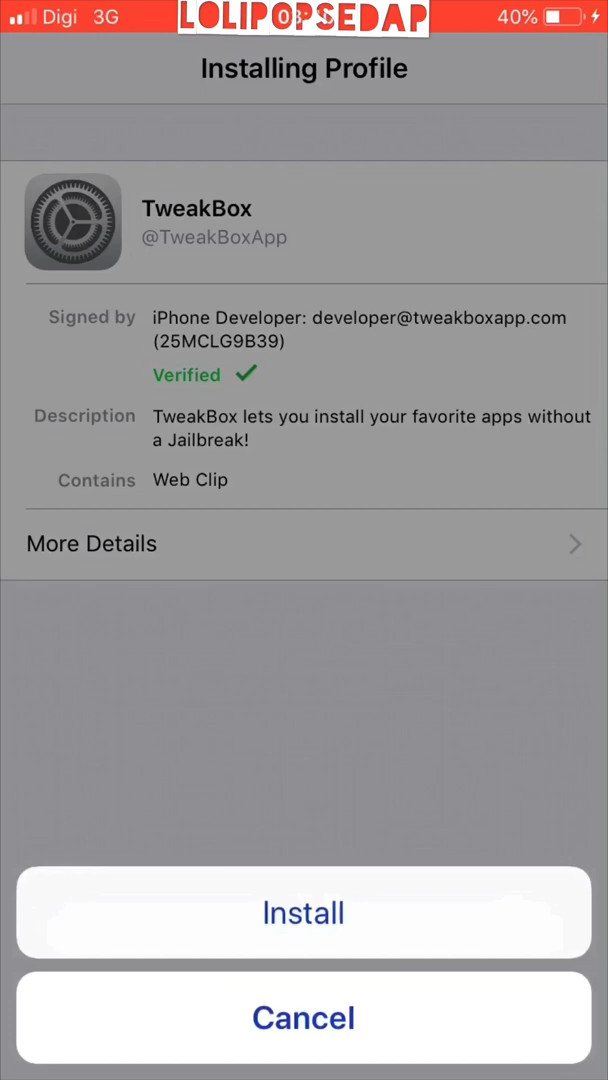 Digi 3G LOLIPOPSEDAP 40%
Installing Profile
TweakBox
@TweakBoxApp
Signed by iPhone Developer: developer@tweakboxapp.com
(25MCLG9B39)
Verified
Description TweakBox lets you install your favorite apps without
a Jailbreak!
Contains Web Clip
More Details
Install
Cancel